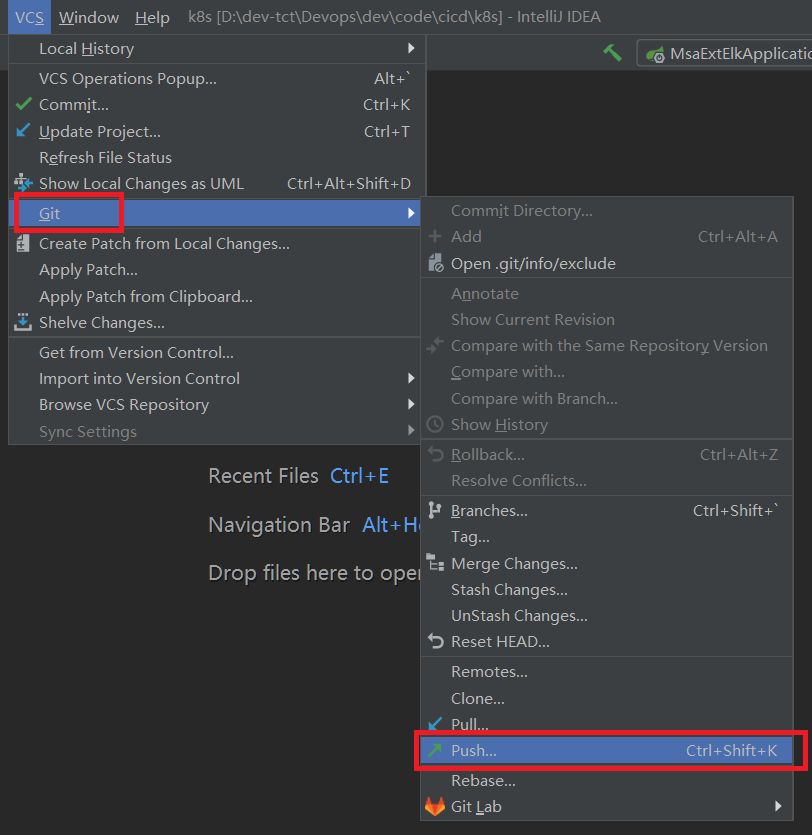 VCS Window Help k8s [D:\dev-tct\Devops\dev\code\cicd\k8s] - IntelliJ IDEA
MsaExtElkApplicatio
Local History
VCS Operations Popup... Alt+`
Commit... Ctrl+K
Update Project... Ctrl+T
Refresh File Status
Show Local Changes as UML Ctrl+Alt+Shift+D
Git
Create Patch from Local Changes...
Apply Patch...
Apply Patch from Clipboard...
Shelve Changes...
Get from Version Control...
Import into Version Control
Browse VCS Repository
Sync Settings
Commit Directory...
Add Ctrl+Alt+A
Open .git/info/exclude
Annotate
Show Current Revision
Compare with the Same Repository Version
Compare with...
Compare with Branch...
Show History
Rollback... Ctrl+Alt+Z
Resolve Conflicts...
Branches... Ctrl+Shift+`
Tag...
Merge Changes...
Stash Changes...
UnStash Changes...
Reset HEAD...
Remotes...
Clone...
Pull...
Push... Ctrl+Shift+K
Rebase...
Git Lab
Recent Files Ctrl+E
Navigation Bar Alt+H
Drop files here to open